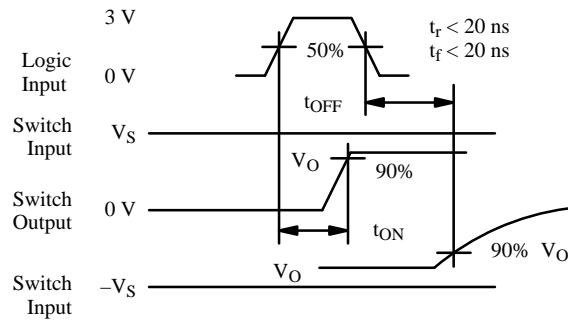 3 V
t_r < 20 ns
t_f < 20 ns
Logic
Input
50%
0 V
t_OFF
Switch
Input
V_S
V_O
90%
Switch
Output
0 V
t_ON
V_O
90% V_O
Switch
Input
–V_S